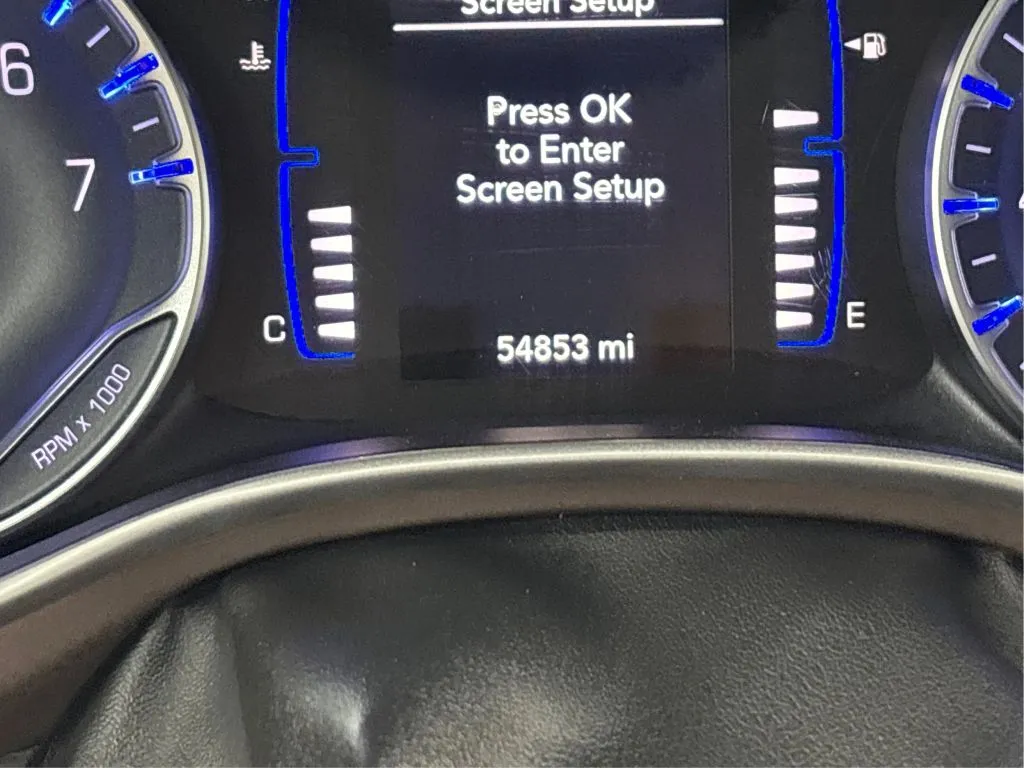 Screen Setup
6
Press OK
to Enter
Screen Setup
7
C
E
54853 mi
RPM x 1000